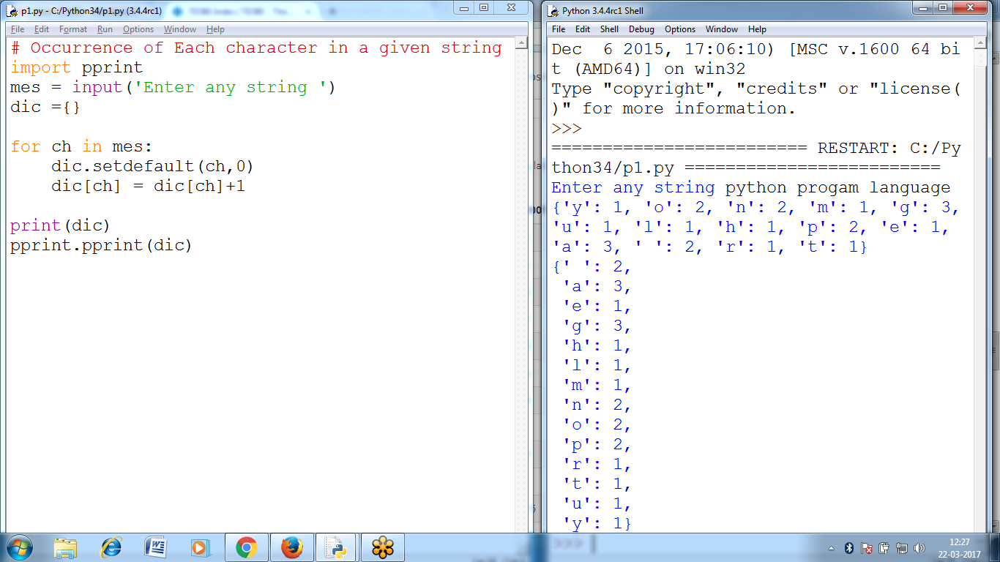 p1.py - C:/Python34/p1.py (3.4.4rc1)
File Edit Format Run Options Window Help
# Occurrence of Each character in a given string
import pprint
mes = input('Enter any string ')
dic ={}
for ch in mes:
    dic.setdefault(ch,0)
    dic[ch] = dic[ch]+1
print(dic)
pprint.pprint(dic)
Python 3.4.4rc1 Shell
File Edit Shell Debug Options Window Help
Dec  6 2015, 17:06:10) [MSC v.1600 64 bi
t (AMD64)] on win32
Type "copyright", "credits" or "license(
)" for more information.
>>>
========================= RESTART: C:/Py
thon34/p1.py =========================
Enter any string python progam language
{'y': 1, 'o': 2, 'n': 2, 'm': 1, 'g': 3,
'u': 1, 'l': 1, 'h': 1, 'p': 2, 'e': 1,
'a': 3, ' ': 2, 'r': 1, 't': 1}
{' ': 2,
 'a': 3,
 'e': 1,
 'g': 3,
 'h': 1,
 'l': 1,
 'm': 1,
 'n': 2,
 'o': 2,
 'p': 2,
 'r': 1,
 't': 1,
 'u': 1,
 'y': 1}
>>>
12:27
22-03-2017